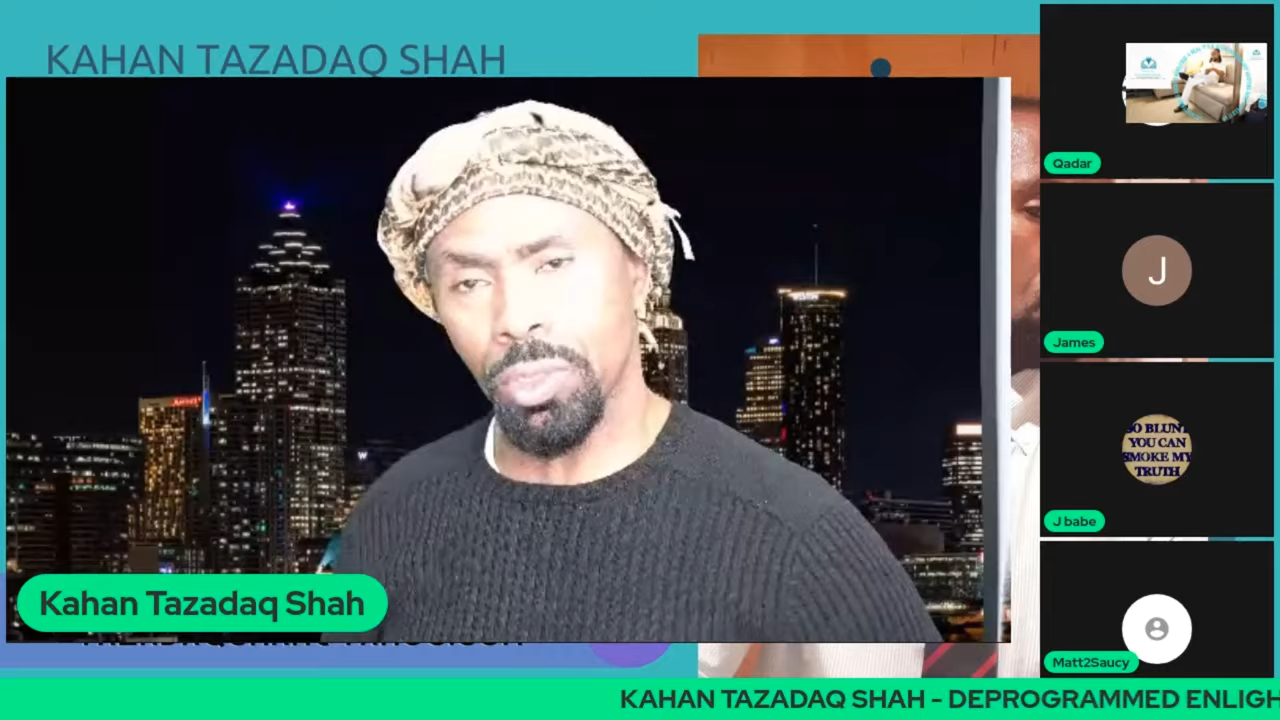 KAHAN TAZADAQ SHAH
Kahan Tazadaq Shah
Qadar
J
James
SO BLUNT
YOU CAN
SMOKE MY
TRUTH
J babe
Matt2Saucy
KAHAN TAZADAQ SHAH - DEPROGRAMMED ENLIGH